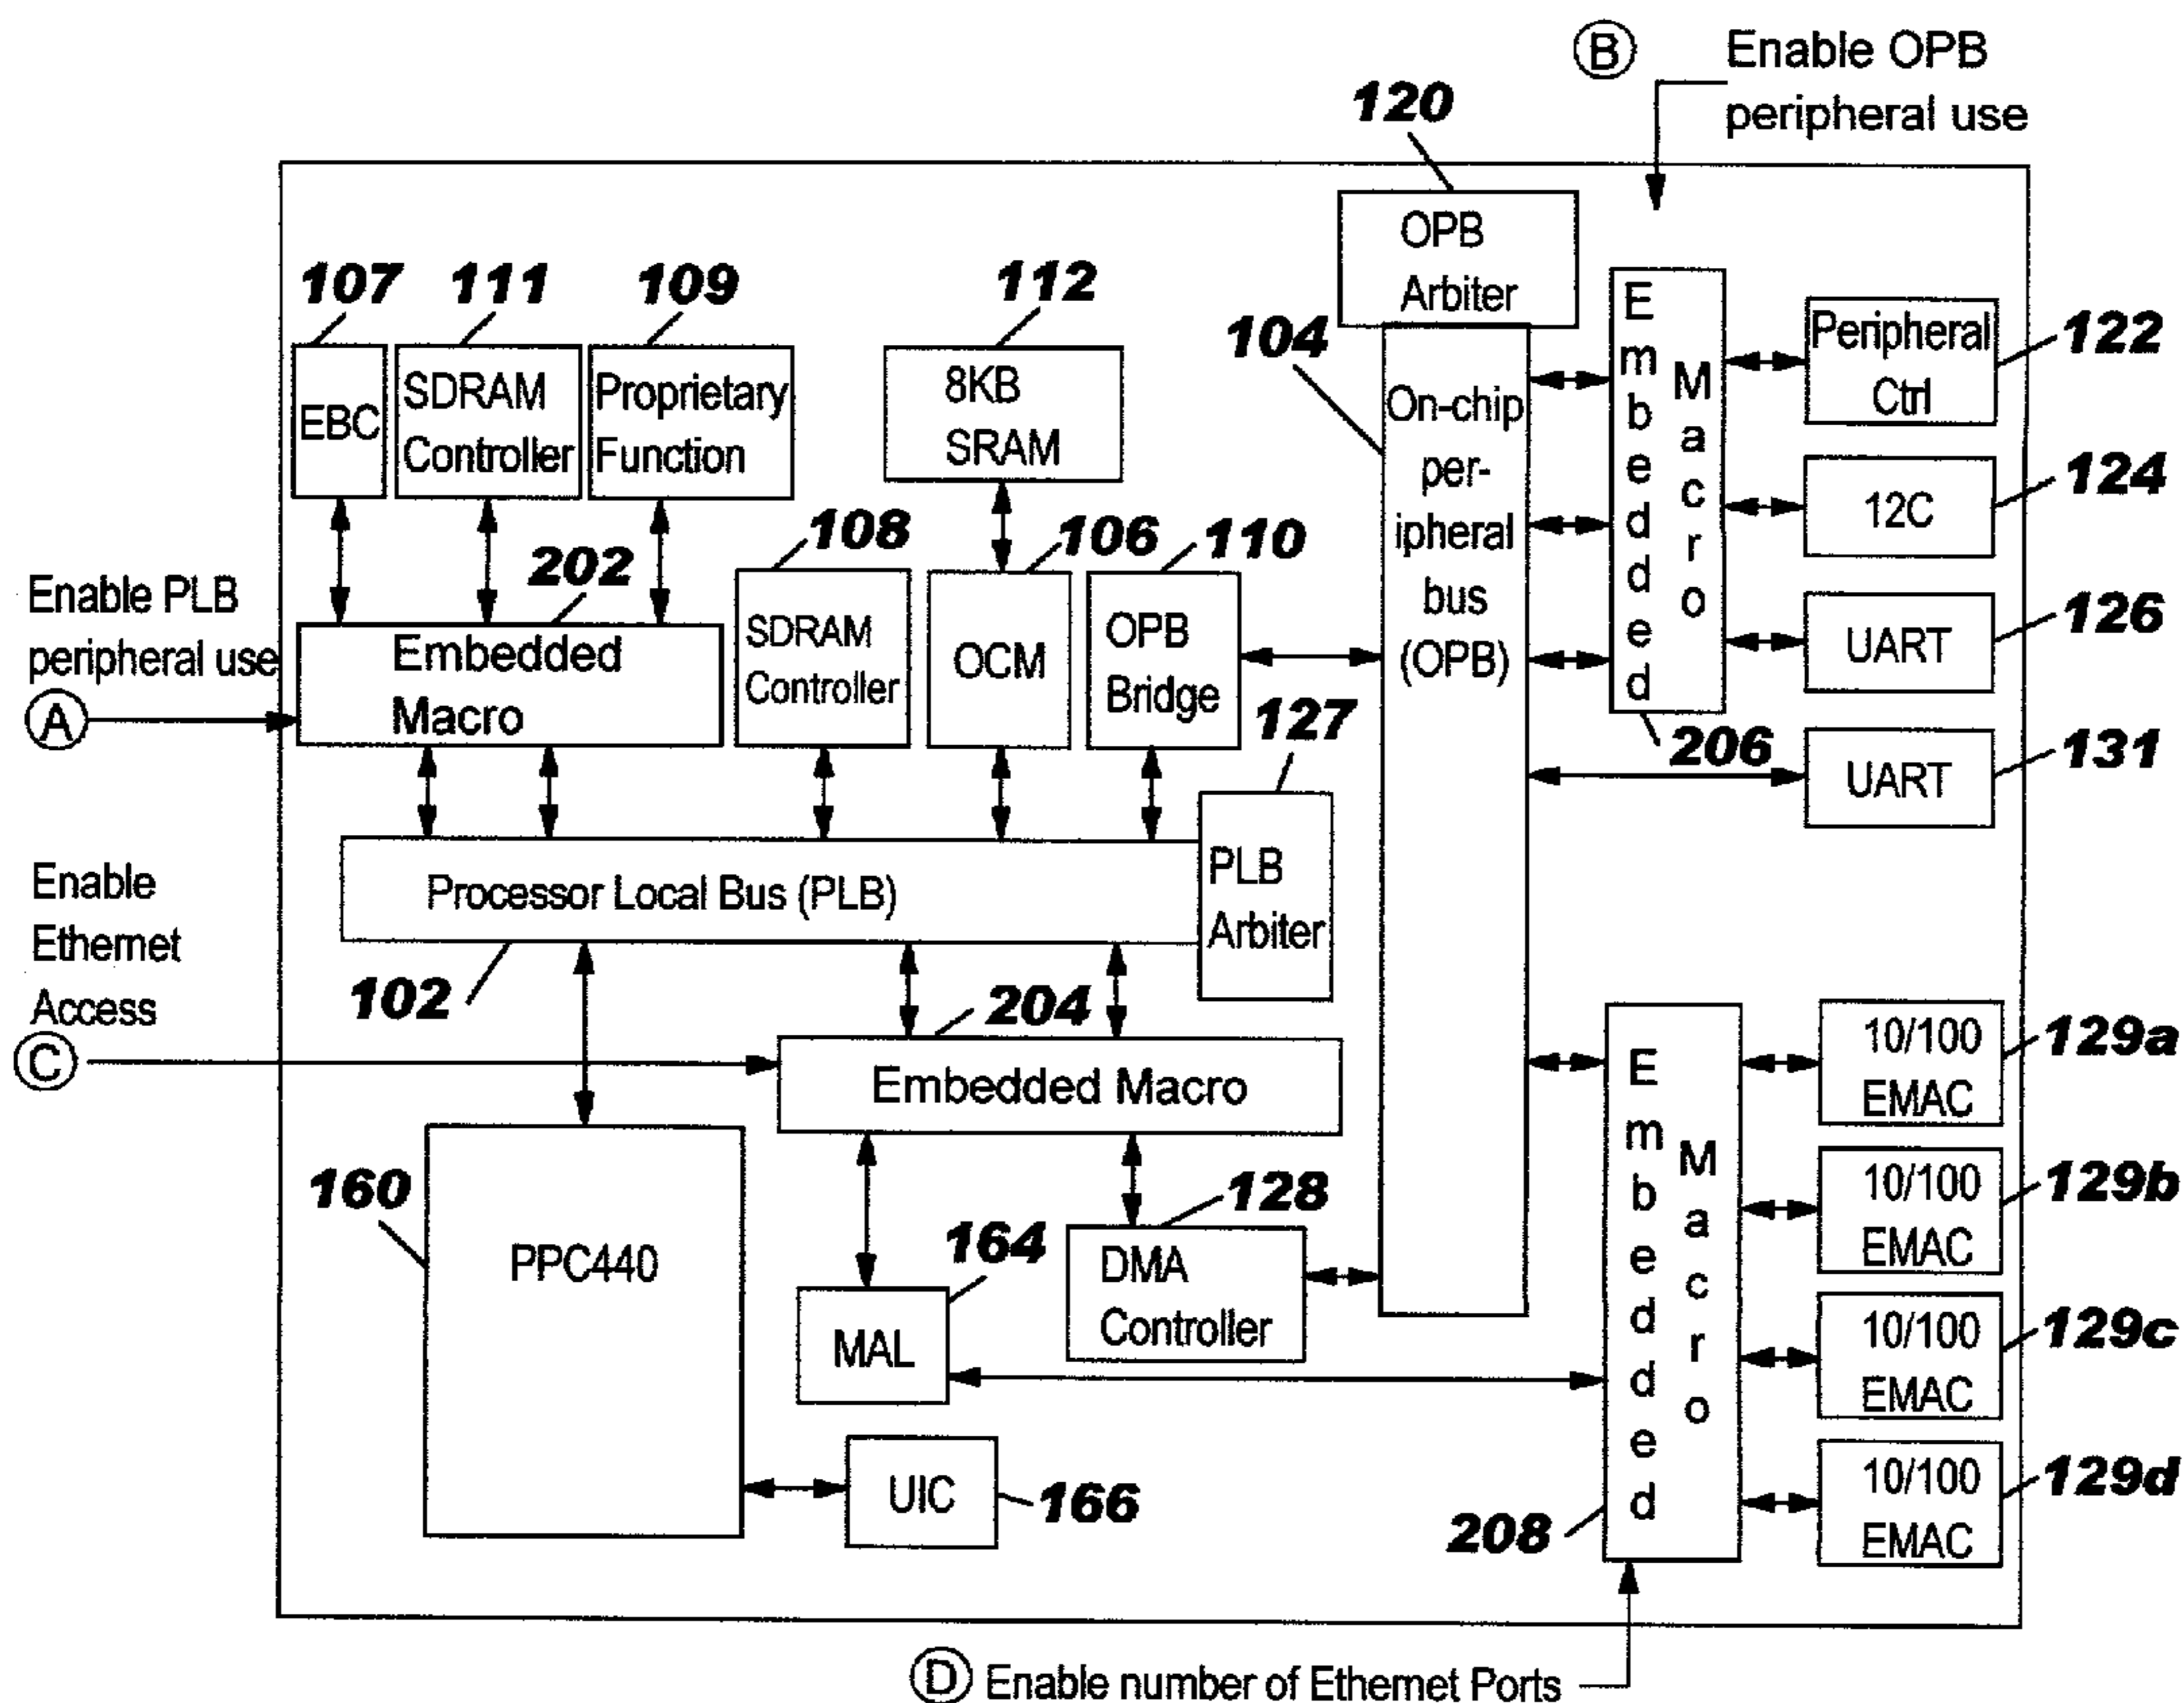 B Enable OPB
peripheral use
120
OPB
Arbiter
107 111 109 112
104
EBC
SDRAM
Controller
Proprietary
Function
8KB
SRAM
On-chip
per-
ipheral
bus
(OPB)
Embedded
Macro
206
Peripheral
Ctrl
122
12C
124
UART
126
UART
131
Enable PLB
peripheral use
A
202
Embedded
Macro
108
SDRAM
Controller
106
OCM
110
OPB
Bridge
127
PLB
Arbiter
Processor Local Bus (PLB)
102
Enable
Ethernet
Access
C
204
Embedded Macro
160
PPC440
164
MAL
128
DMA
Controller
UIC
166
Embedded
Macro
208
10/100
EMAC
129a
10/100
EMAC
129b
10/100
EMAC
129c
10/100
EMAC
129d
D Enable number of Ethernet Ports